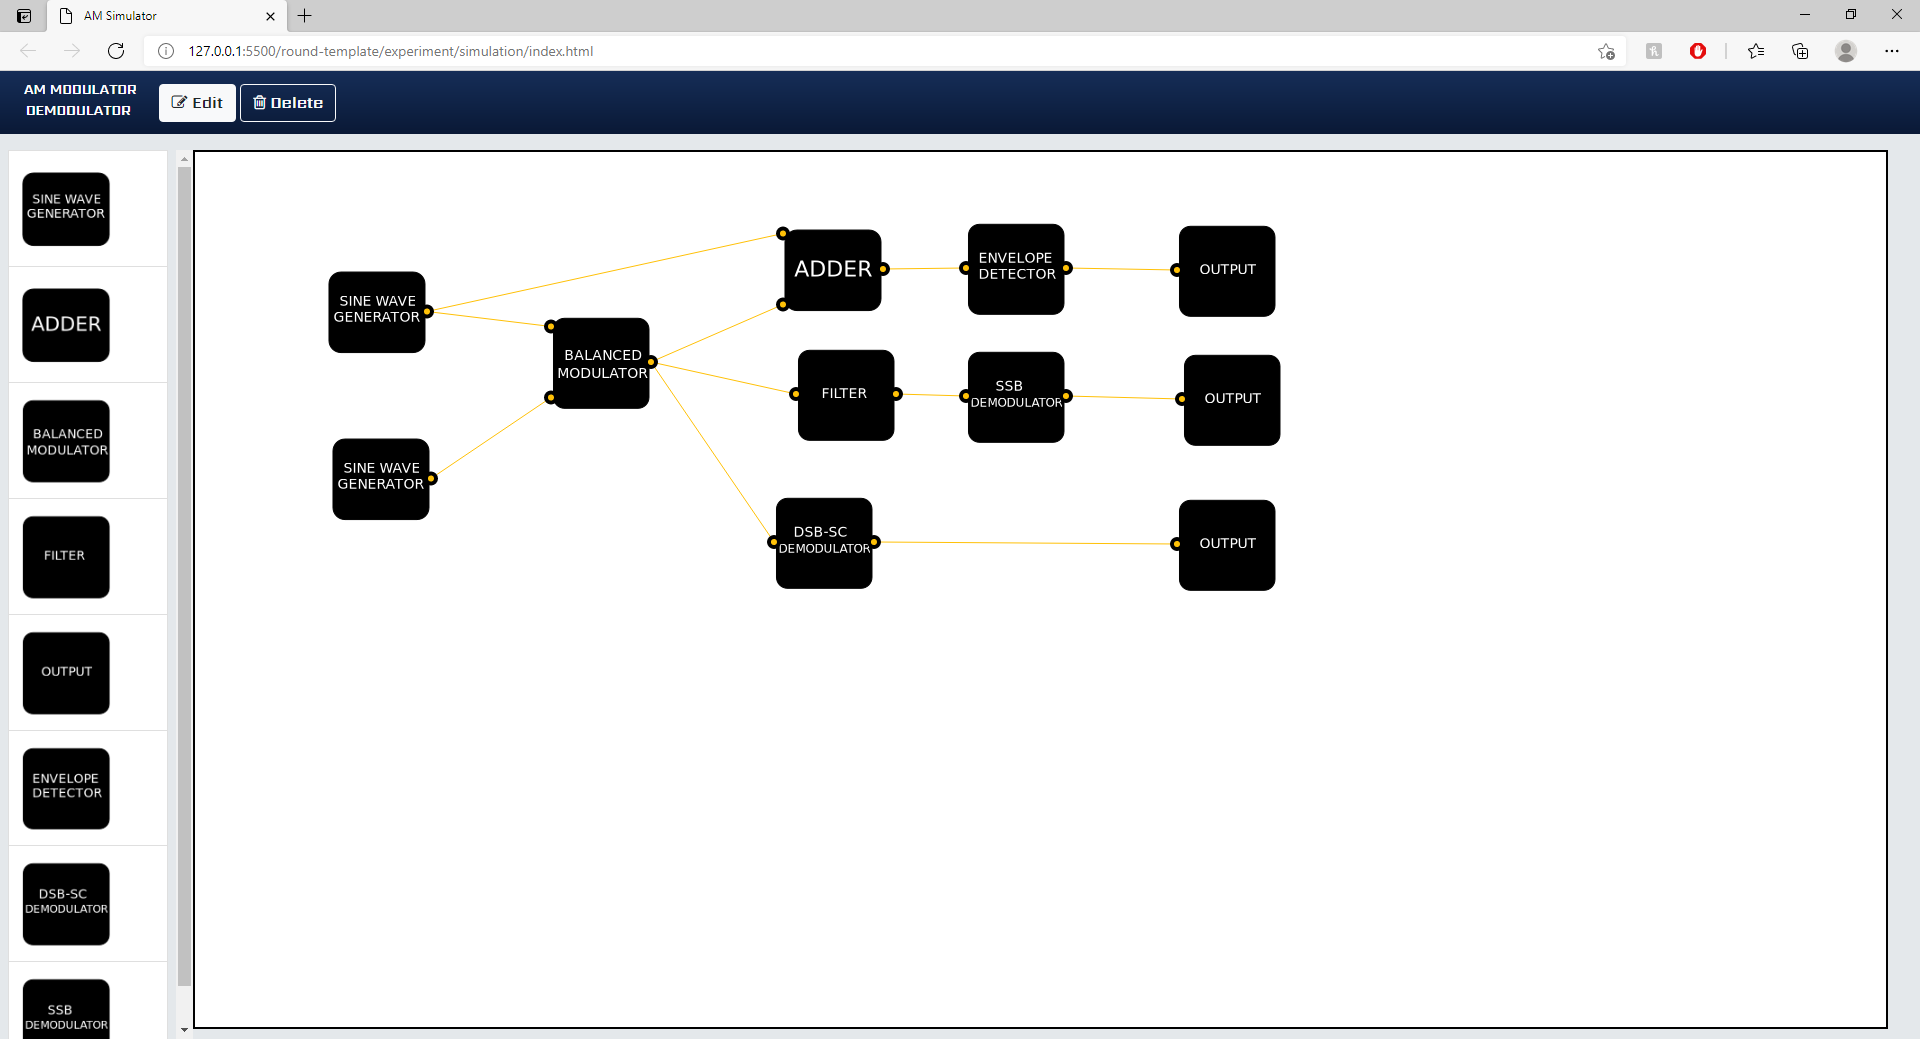 AM Simulator
127.0.0.1:5500/round-template/experiment/simulation/index.html
AM MODULATOR
DEMODULATOR
Edit
Delete
SINE WAVE
GENERATOR
ADDER
BALANCED
MODULATOR
FILTER
OUTPUT
ENVELOPE
DETECTOR
DSB-SC
DEMODULATOR
SSB
DEMODULATOR
SINE WAVE
GENERATOR
SINE WAVE
GENERATOR
BALANCED
MODULATOR
ADDER
ENVELOPE
DETECTOR
OUTPUT
FILTER
SSB
DEMODULATOR
OUTPUT
DSB-SC
DEMODULATOR
OUTPUT